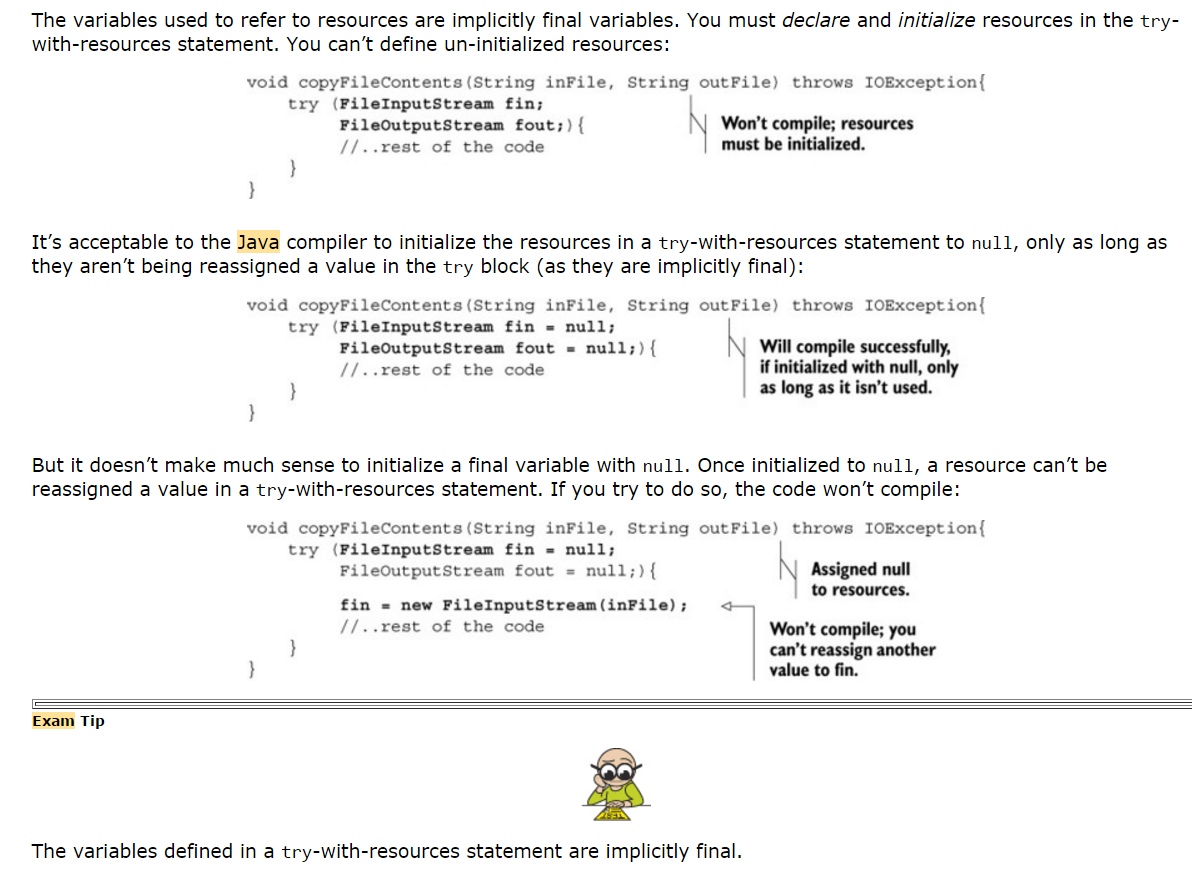 The variables used to refer to resources are implicitly final variables. You must declare and initialize resources in the try-
with-resources statement. You can’t define un-initialized resources:
void copyFileContents(String inFile, String outFile) throws IOException{
try (FileInputStream fin;
FileOutputStream fout;){
//..rest of the code
}
}
Won’t compile; resources
must be initialized.
It’s acceptable to the Java compiler to initialize the resources in a try-with-resources statement to null, only as long as
they aren’t being reassigned a value in the try block (as they are implicitly final):
void copyFileContents(String inFile, String outFile) throws IOException{
try (FileInputStream fin = null;
FileOutputStream fout = null;){
//..rest of the code
}
}
Will compile successfully,
if initialized with null, only
as long as it isn’t used.
But it doesn’t make much sense to initialize a final variable with null. Once initialized to null, a resource can’t be
reassigned a value in a try-with-resources statement. If you try to do so, the code won’t compile:
void copyFileContents(String inFile, String outFile) throws IOException{
try (FileInputStream fin = null;
FileOutputStream fout = null;){
fin = new FileInputStream(inFile);
//..rest of the code
}
}
Assigned null
to resources.
Won’t compile; you
can’t reassign another
value to fin.
Exam Tip
TEST
The variables defined in a try-with-resources statement are implicitly final.